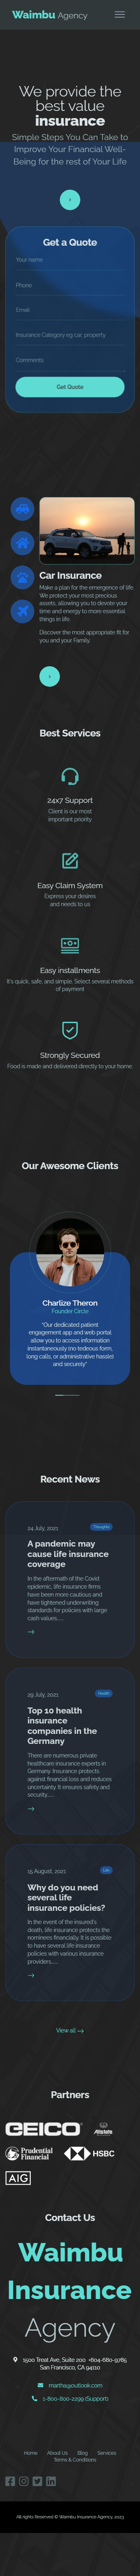 Waimbu Agency
We provide the
best value
insurance
Simple Steps You Can Take to
Improve Your Financial Well-
Being for the rest of Your Life
Get a Quote
Your name
Phone
Email
Insurance Category eg car, property
Comments
Get Quote
Car Insurance
Make a plan for the emergence of life.
We protect your most precious
assets, allowing you to devote your
time and energy to more essential
things in life.
Discover the most appropriate fit for
you and your Family.
Best Services
24x7 Support
Client is our most
important priority
Easy Claim System
Express your desires
and needs to us
Easy installments
It's quick, safe, and simple, Select several methods
of payment
Strongly Secured
Food is made and delivered directly to your home.
Our Awesome Clients
Charlize Theron
Founder Circle
"Our dedicated patient
engagement app and web portal
allow you to access information
instantaneously (no tedious form,
long calls, or administrative hassle)
and securely"
Recent News
24 July, 2021
Thoughts
A pandemic may
cause life insurance
coverage
In the aftermath of the Covid
epidemic, life insurance firms
have been more cautious and
have tightened underwriting
standards for policies with large
cash values......
29 July, 2021
Health
Top 10 health
insurance
companies in the
Germany
There are numerous private
healthcare insurance experts in
Germany. Insurance protects
against financial loss and reduces
uncertainty. It ensures safety and
security......
15 August, 2021
Life
Why do you need
several life
insurance policies?
In the event of the insured's
death, life insurance protects the
nominees financially. It is possible
to have several life insurance
policies with various insurance
providers......
View all
Partners
GEICO
Allstate
Prudential
Financial
HSBC
AIG
Contact Us
Waimbu
Insurance
Agency
1500 Treat Ave, Suite 200 +604-680-9785
San Francisco, CA 94110
martha@outlook.com
1-800-800-2299 (Support)
Home About Us Blog Services
Terms & Conditions
All rights Reserved © Waimbu Insurance Agency, 2023